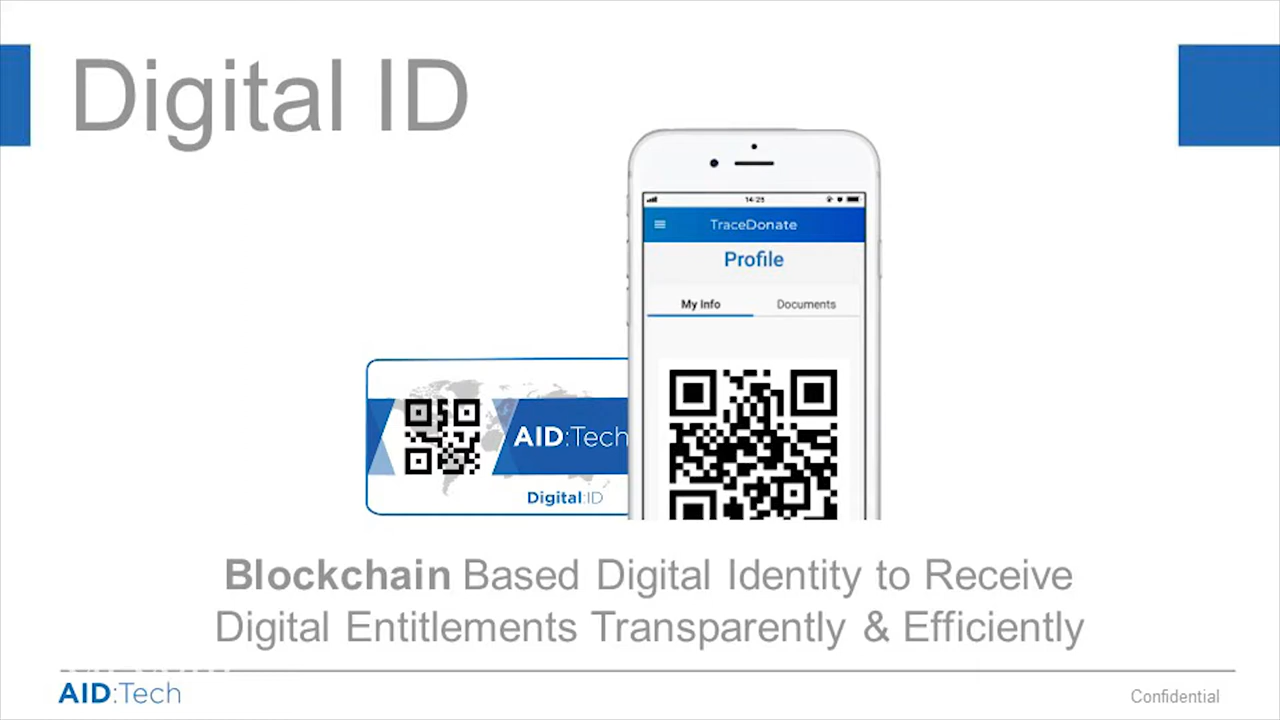 Digital ID
14:25
TraceDonate
Profile
My Info Documents
AID:Tech
Digital:ID
Blockchain Based Digital Identity to Receive
Digital Entitlements Transparently & Efficiently
AID:Tech
Confidential